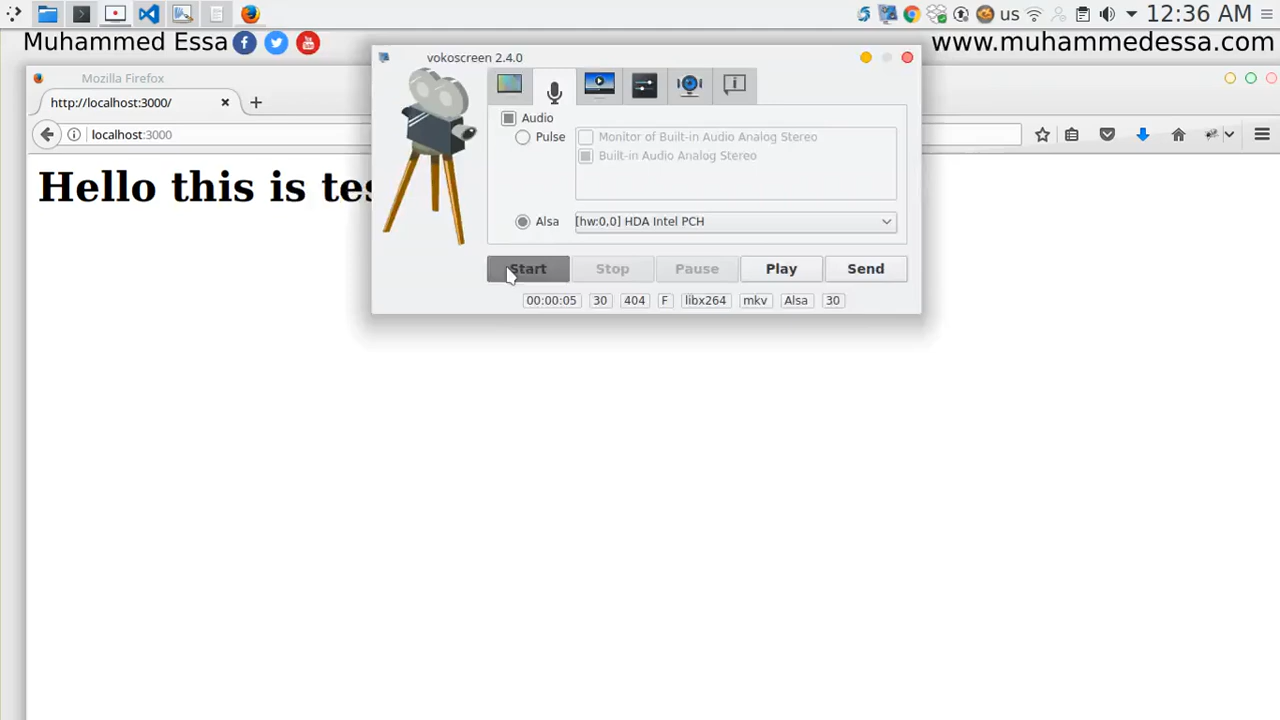 us
12:36 AM
Muhammed Essa
www.muhammedessa.com
vokoscreen 2.4.0
Mozilla Firefox
http://localhost:3000/
localhost:3000
Audio
Pulse
Monitor of Built-in Audio Analog Stereo
Built-in Audio Analog Stereo
Hello this is tes
Alsa
[hw:0,0] HDA Intel PCH
Start
Stop
Pause
Play
Send
00:00:05
30
404
F
libx264
mkv
Alsa
30